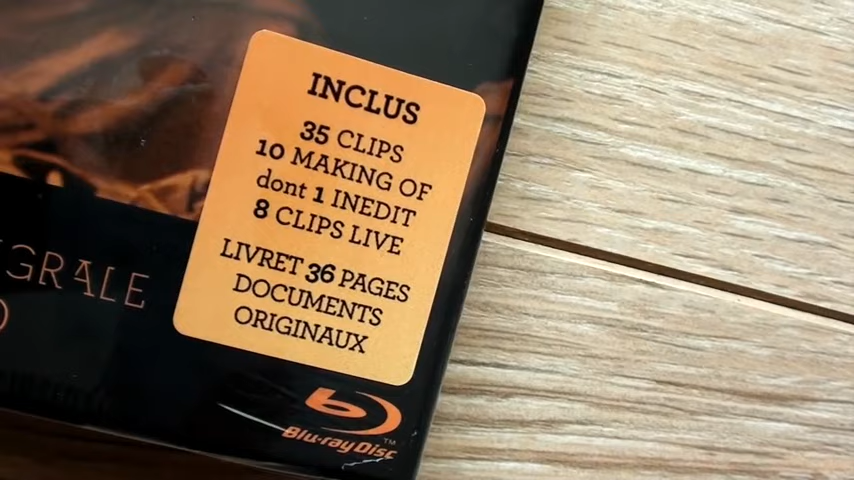 INCLUS
35 CLIPS
10 MAKING OF
dont 1 INEDIT
8 CLIPS LIVE
LIVRET 36 PAGES
DOCUMENTS
ORIGINAUX
GRALE
Blu-ray Disc
TM